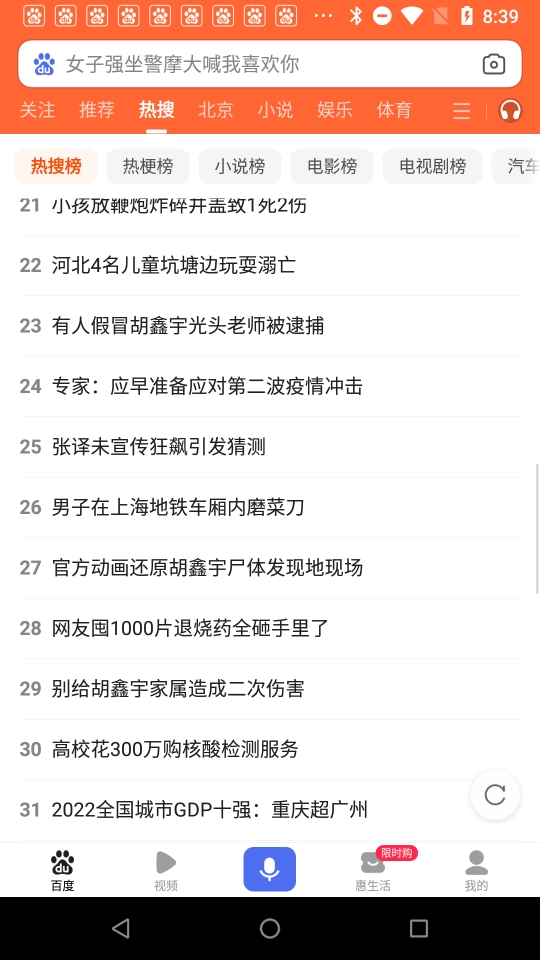 8:39
女子强坐警摩大喊我喜欢你
关注 推荐 热搜 北京 小说 娱乐 体育
热搜榜 热梗榜 小说榜 电影榜 电视剧榜 汽车
21 小孩放鞭炮炸碎井盖致1死2伤
22 河北4名儿童坑塘边玩耍溺亡
23 有人假冒胡鑫宇光头老师被逮捕
24 专家：应早准备应对第二波疫情冲击
25 张译未宣传狂飙引发猜测
26 男子在上海地铁车厢内磨菜刀
27 官方动画还原胡鑫宇尸体发现地现场
28 网友囤1000片退烧药全砸手里了
29 别给胡鑫宇家属造成二次伤害
30 高校花300万购核酸检测服务
31 2022全国城市GDP十强：重庆超广州
限时购
百度 视频 惠生活 我的